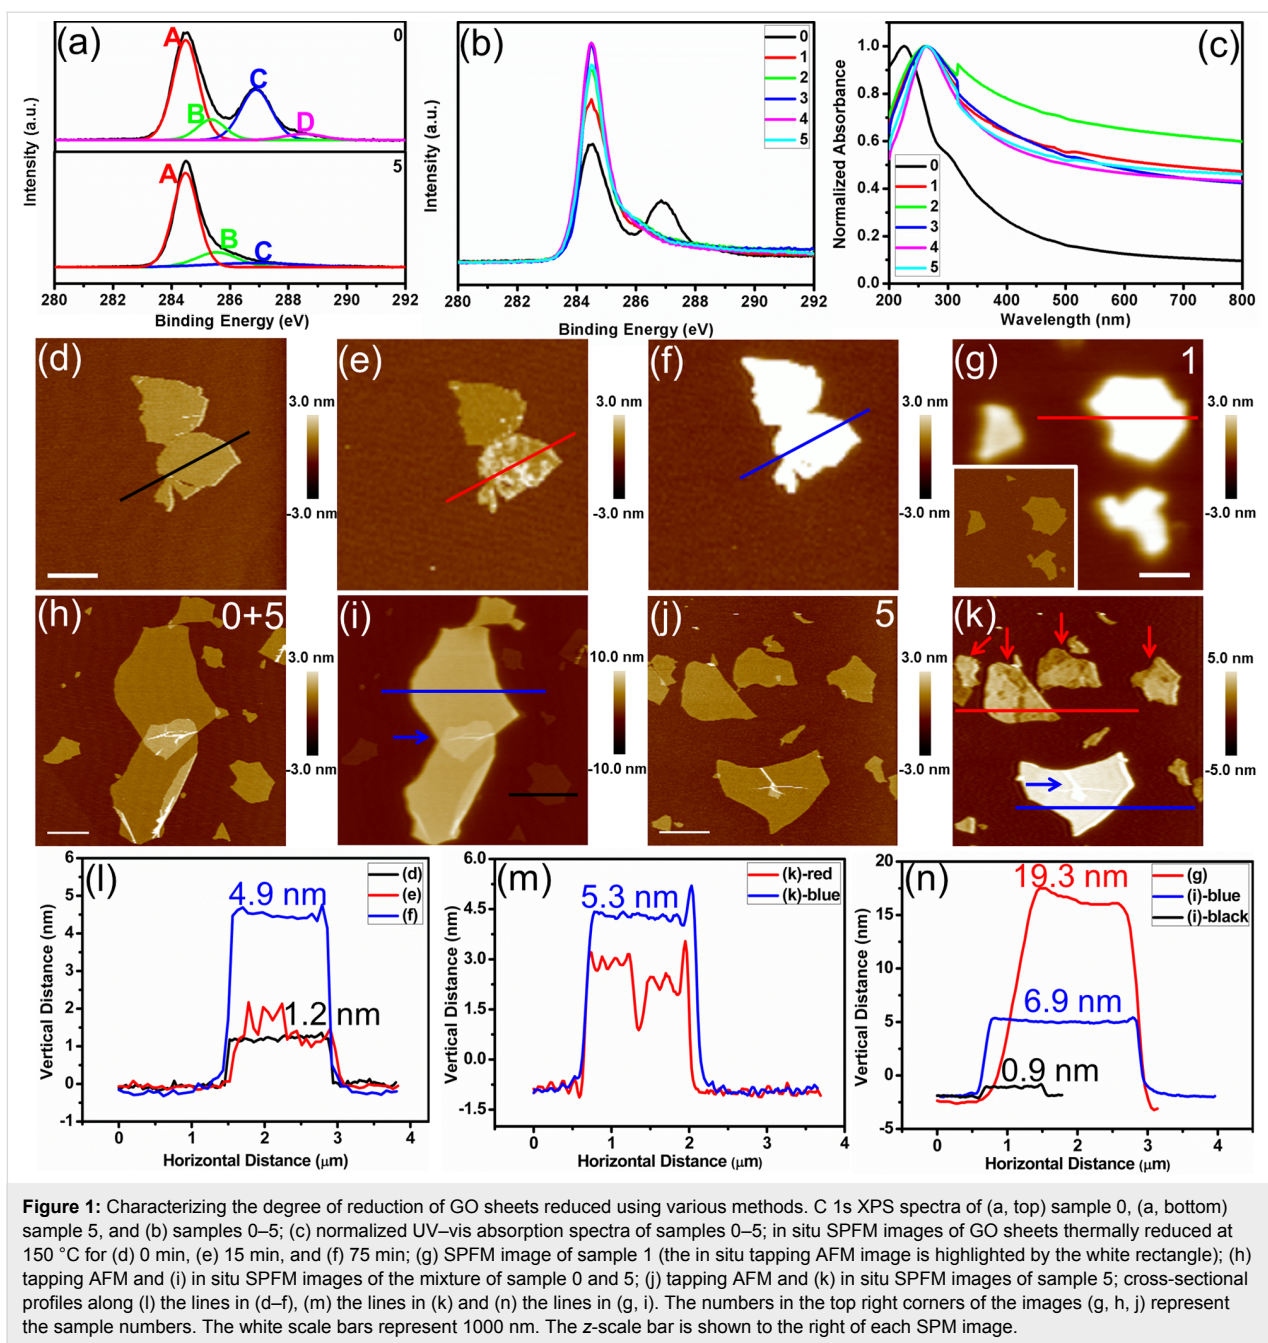 (a)
0
A
B
C
D
5
A
B
C
Intensity (a.u.)
280 282 284 286 288 290 292
Binding Energy (eV)
(b)
0
1
2
3
4
5
Intensity (a.u.)
280 282 284 286 288 290 292
Binding Energy (eV)
(c)
1.0
0.8
0.6
0.4
0.2
0.0
0
1
2
3
4
5
Normalized Absorbance
200 300 400 500 600 700 800
Wavelength (nm)
(d)
3.0 nm
-3.0 nm
(e)
3.0 nm
-3.0 nm
(f)
3.0 nm
-3.0 nm
(g)
1
3.0 nm
-3.0 nm
(h)
0+5
3.0 nm
-3.0 nm
(i)
10.0 nm
-10.0 nm
(j)
5
3.0 nm
-3.0 nm
(k)
5.0 nm
-5.0 nm
(l)
6
5
4
3
2
1
0
-1
4.9 nm
1.2 nm
(d)
(e)
(f)
Vertical Distance (nm)
0 1 2 3 4
Horizontal Distance (μm)
(m)
6.0
4.5
3.0
1.5
0.0
-1.5
5.3 nm
(k)-red
(k)-blue
Vertical Distance (nm)
0 1 2 3 4
Horizontal Distance (μm)
(n)
20
15
10
5
0
-5
19.3 nm
6.9 nm
0.9 nm
(g)
(i)-blue
(i)-black
Vertical Distance (nm)
0 1 2 3 4
Horizontal Distance (μm)
Figure 1: Characterizing the degree of reduction of GO sheets reduced using various methods. C 1s XPS spectra of (a, top) sample 0, (a, bottom)
sample 5, and (b) samples 0–5; (c) normalized UV–vis absorption spectra of samples 0–5; in situ SPFM images of GO sheets thermally reduced at
150 °C for (d) 0 min, (e) 15 min, and (f) 75 min; (g) SPFM image of sample 1 (the in situ tapping AFM image is highlighted by the white rectangle); (h)
tapping AFM and (i) in situ SPFM images of the mixture of sample 0 and 5; (j) tapping AFM and (k) in situ SPFM images of sample 5; cross-sectional
profiles along (l) the lines in (d–f), (m) the lines in (k) and (n) the lines in (g, i). The numbers in the top right corners of the images (g, h, j) represent
the sample numbers. The white scale bars represent 1000 nm. The z-scale bar is shown to the right of each SPM image.